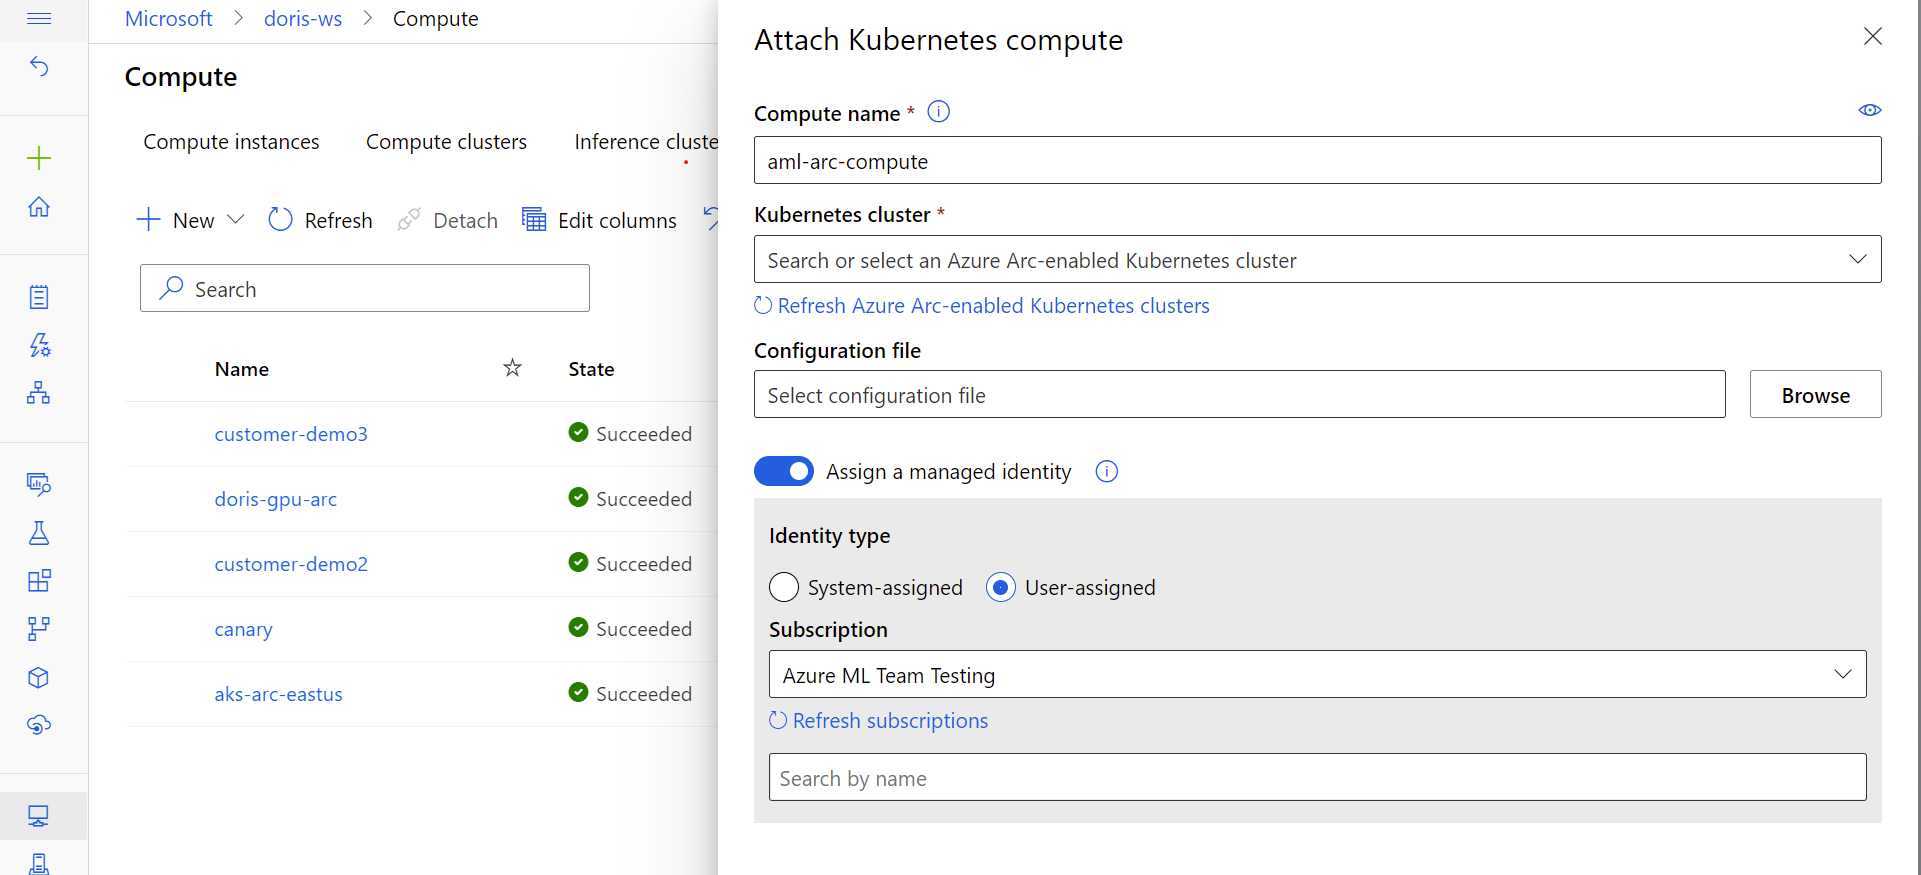 Microsoft > doris-ws > Compute
Compute
Compute instances Compute clusters Inference cluste
New Refresh Detach Edit columns
Search
Name State
customer-demo3 Succeeded
doris-gpu-arc Succeeded
customer-demo2 Succeeded
canary Succeeded
aks-arc-eastus Succeeded
Attach Kubernetes compute
Compute name *
aml-arc-compute
Kubernetes cluster *
Search or select an Azure Arc-enabled Kubernetes cluster
Refresh Azure Arc-enabled Kubernetes clusters
Configuration file
Select configuration file Browse
Assign a managed identity
Identity type
System-assigned User-assigned
Subscription
Azure ML Team Testing
Refresh subscriptions
Search by name